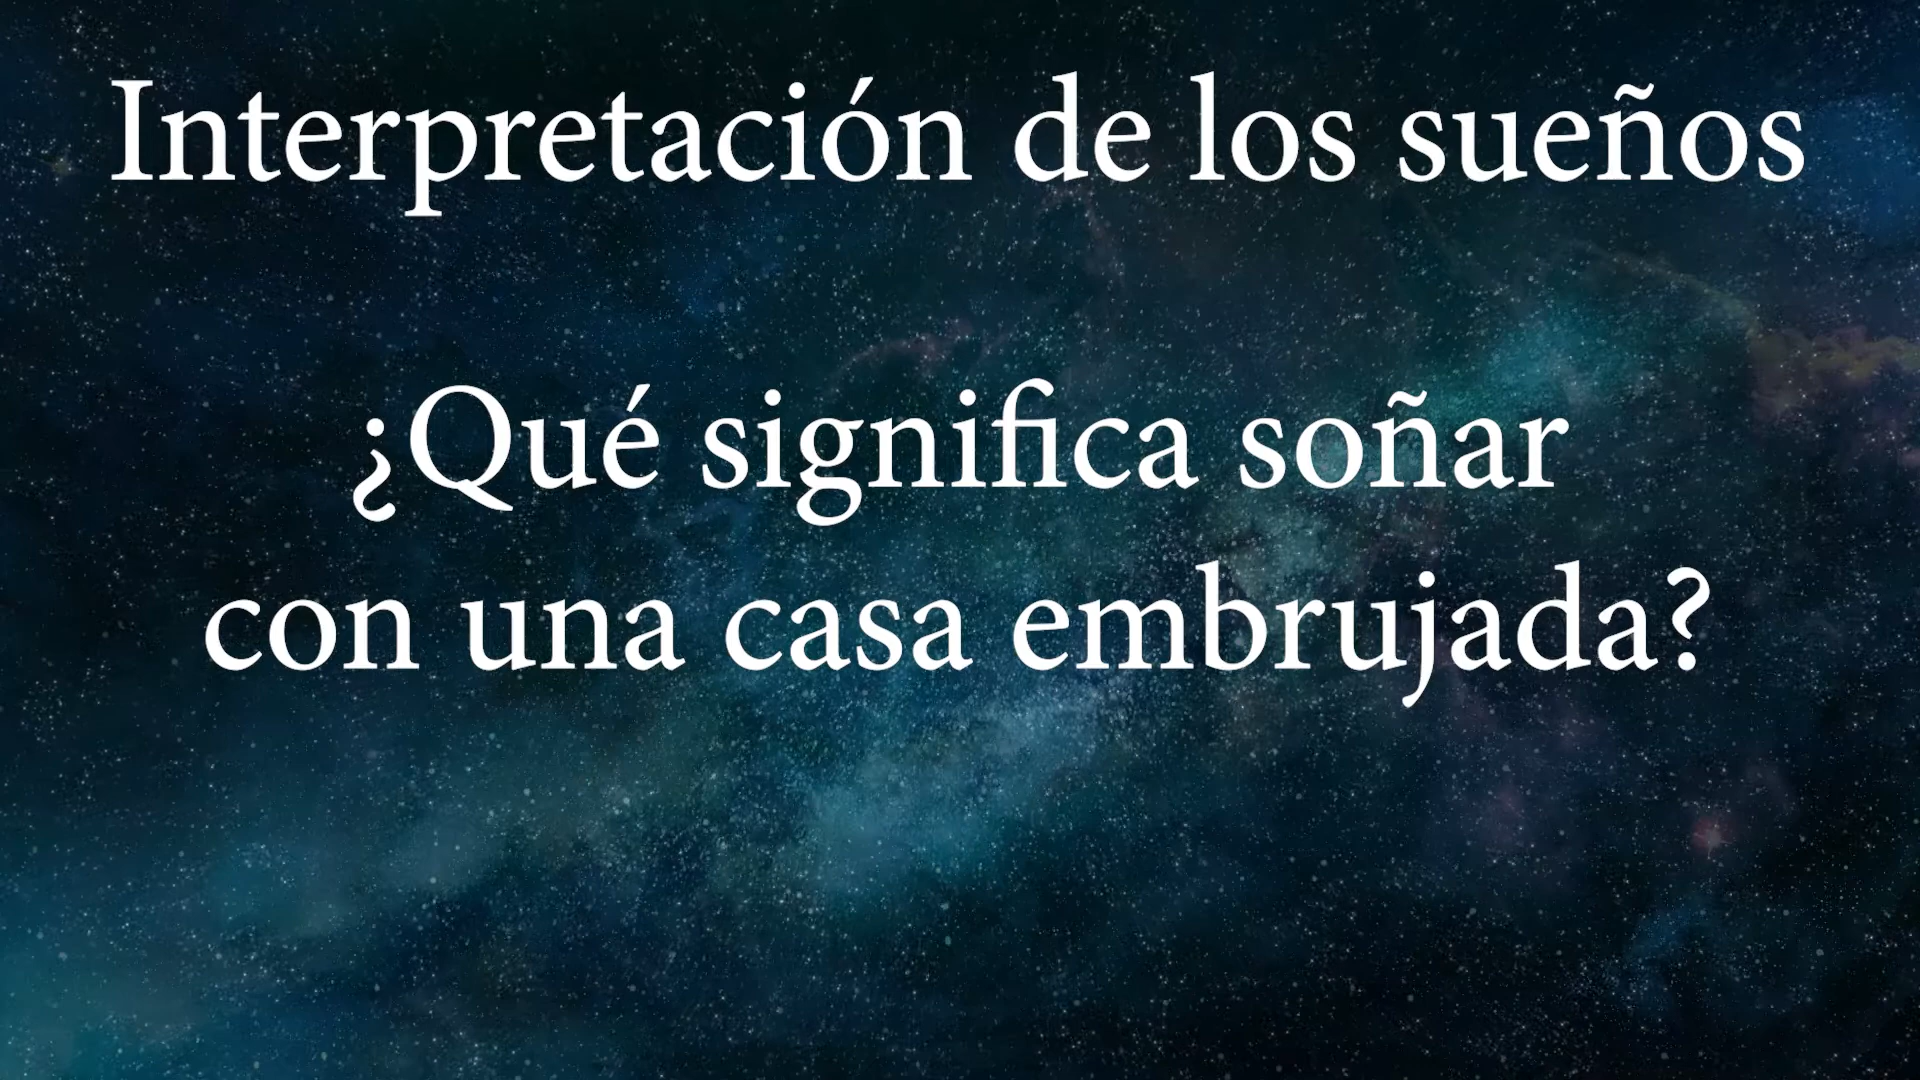 Interpretación de los sueños
¿Qué significa soñar
con una casa embrujada?